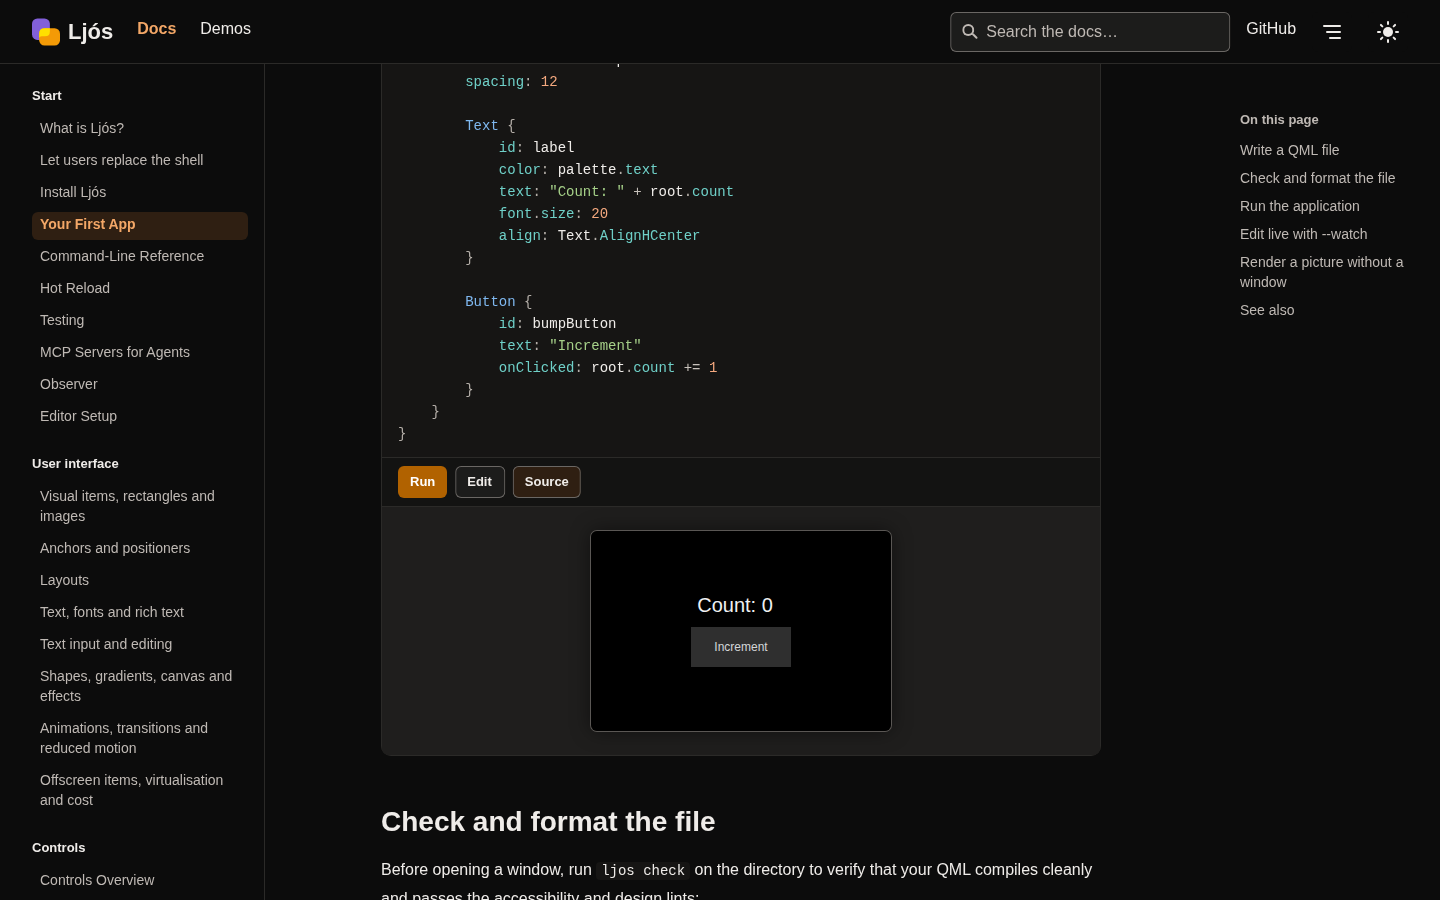 Ljós
Docs
Demos
Search the docs…
GitHub
Start
What is Ljós?
Let users replace the shell
Install Ljós
Your First App
Command-Line Reference
Hot Reload
Testing
MCP Servers for Agents
Observer
Editor Setup
User interface
Visual items, rectangles and
images
Anchors and positioners
Layouts
Text, fonts and rich text
Text input and editing
Shapes, gradients, canvas and
effects
Animations, transitions and
reduced motion
Offscreen items, virtualisation
and cost
Controls
Controls Overview
spacing: 12
Text {
id: label
color: palette.text
text: "Count: " + root.count
font.size: 20
align: Text.AlignHCenter
}
Button {
id: bumpButton
text: "Increment"
onClicked: root.count += 1
}
}
}
Run
Edit
Source
Count: 0
Increment
Check and format the file
Before opening a window, run ljos check on the directory to verify that your QML compiles cleanly
and passes the accessibility and design lints:
On this page
Write a QML file
Check and format the file
Run the application
Edit live with --watch
Render a picture without a
window
See also